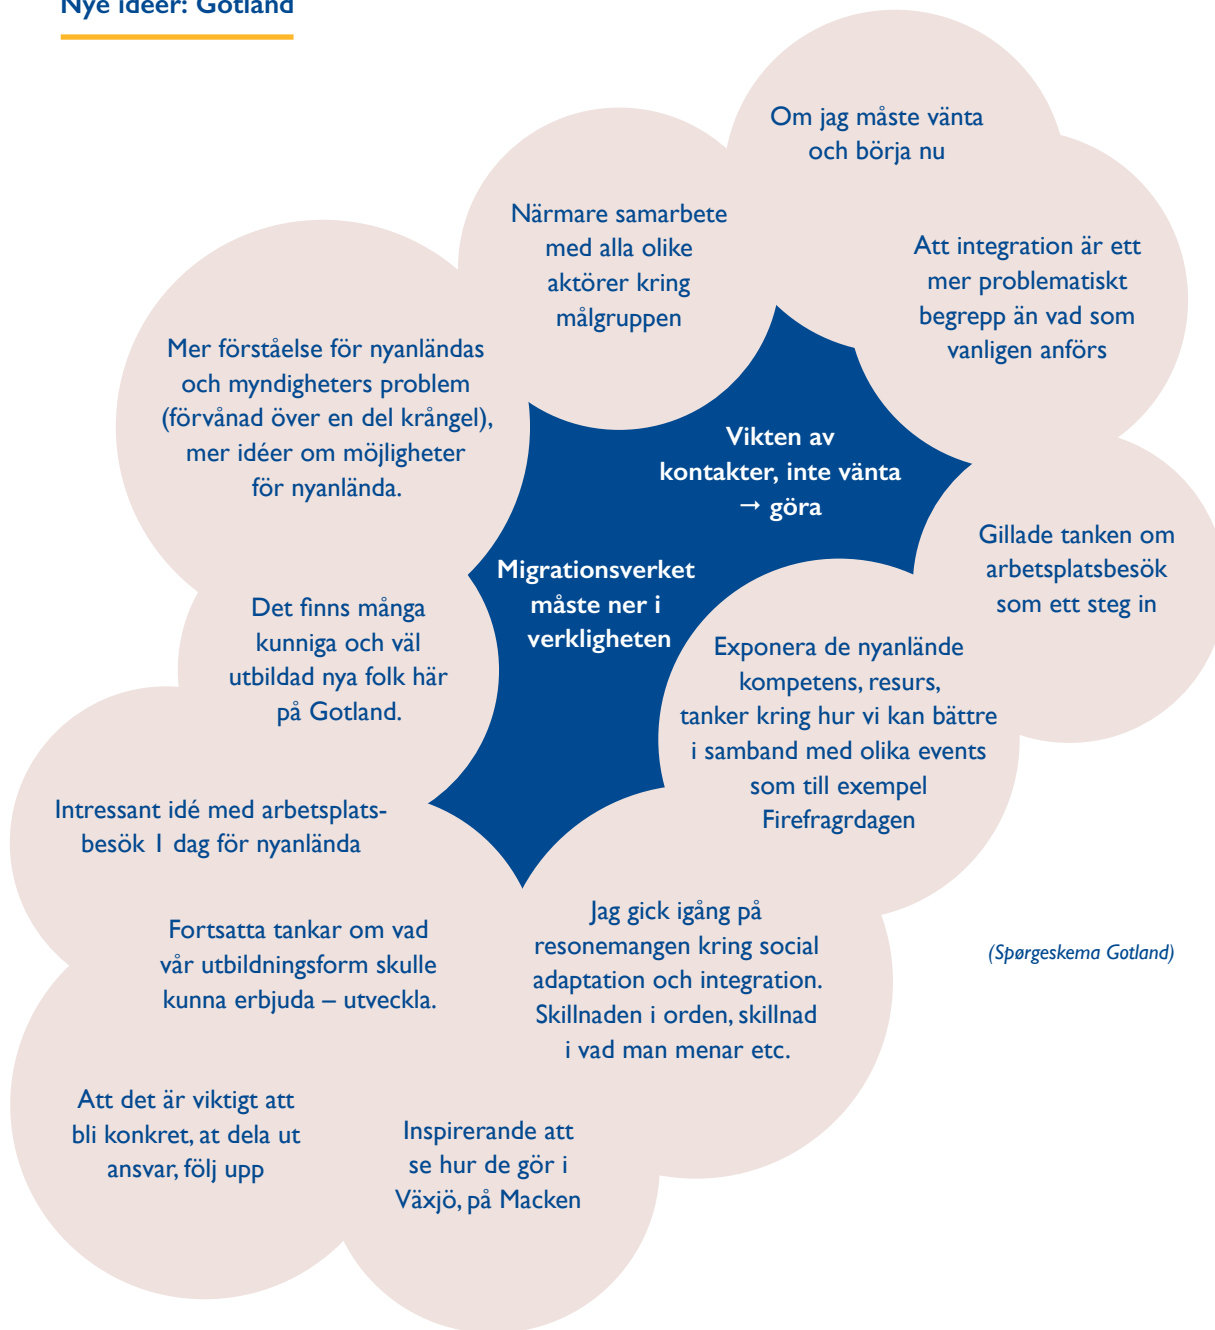 Nye ideer: Gotland
Om jag måste vänta
och börja nu
Närmare samarbete
med alla olike
aktörer kring
målgruppen
Att integration är ett
mer problematiskt
begrepp än vad som
vanligen anförs
Mer förståelse för nyanländas
och myndigheters problem
(förvånad över en del krångel),
mer idéer om möjligheter
för nyanlända.
Vikten av
kontakter, inte vänta
→ göra
Gillade tanken om
arbetsplatsbesök
som ett steg in
Migrationsverket
måste ner i
verkligheten
Det finns många
kunniga och väl
utbildad nya folk här
på Gotland.
Exponera de nyanlände
kompetens, resurs,
tanker kring hur vi kan bättre
i samband med olika events
som till exempel
Firefragrdagen
Intressant idé med arbetsplats-
besök 1 dag för nyanlända
Fortsatta tankar om vad
vår utbildningsform skulle
kunna erbjuda – utveckla.
Jag gick igång på
resonemangen kring social
adaptation och integration.
Skillnaden i orden, skillnad
i vad man menar etc.
(Spørgeskema Gotland)
Att det är viktigt att
bli konkret, at dela ut
ansvar, följ upp
Inspirerande att
se hur de gör i
Växjö, på Macken